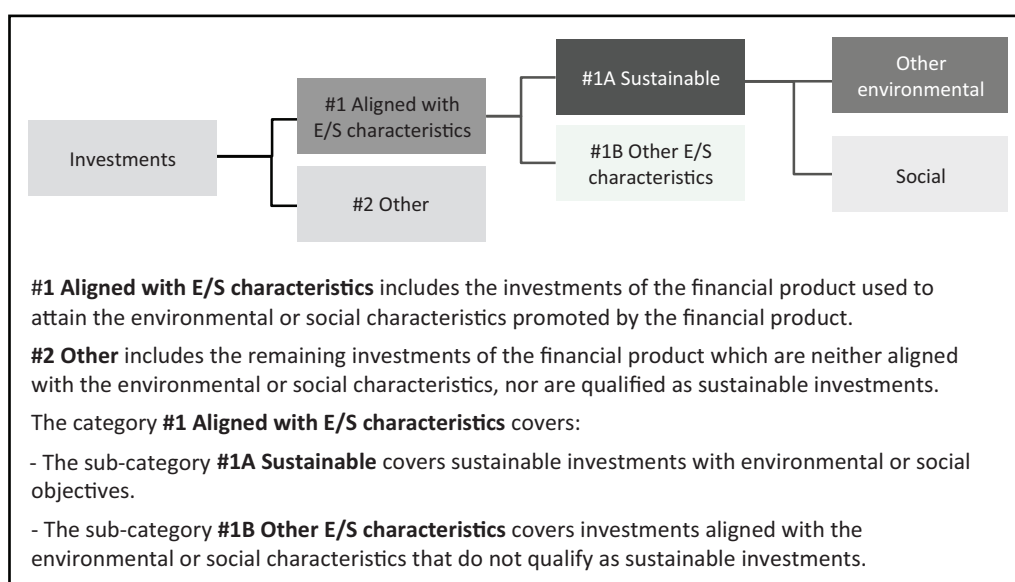 Investments
#1 Aligned with
E/S characteristics
#2 Other
#1A Sustainable
#1B Other E/S
characteristics
Other
environmental
Social
#1 Aligned with E/S characteristics includes the investments of the financial product used to
attain the environmental or social characteristics promoted by the financial product.
#2 Other includes the remaining investments of the financial product which are neither aligned
with the environmental or social characteristics, nor are qualified as sustainable investments.
The category #1 Aligned with E/S characteristics covers:
- The sub-category #1A Sustainable covers sustainable investments with environmental or social
objectives.
- The sub-category #1B Other E/S characteristics covers investments aligned with the
environmental or social characteristics that do not qualify as sustainable investments.